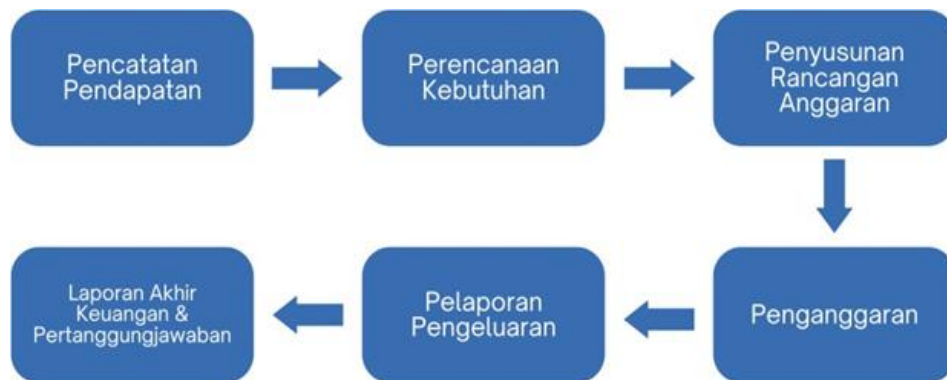 Pencatatan
Pendapatan
Perencanaan
Kebutuhan
Penyusunan
Rancangan
Anggaran
Penganggaran
Pelaporan
Pengeluaran
Laporan Akhir
Keuangan &
Pertanggungjawaban